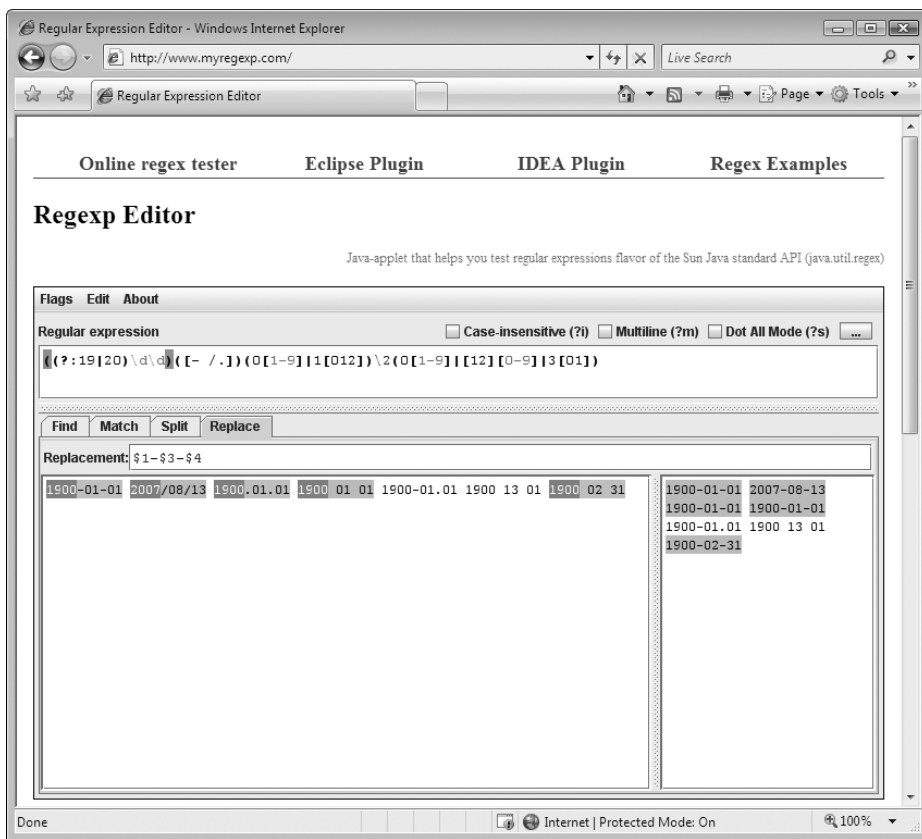 Regular Expression Editor - Windows Internet Explorer
http://www.myregexp.com/
Live Search
Regular Expression Editor
Page
Tools
»
Online regex tester Eclipse Plugin IDEA Plugin Regex Examples
Regexp Editor
Java-applet that helps you test regular expressions flavor of the Sun Java standard API (java.util.regex)
Flags Edit About
Regular expression Case-insensitive (?i) Multiline (?m) Dot All Mode (?s) ...
((?:19|20)\d\d)([- /.])(0[1-9]|1[012])\2(0[1-9]|[12][0-9]|3[01])
Find Match Split Replace
Replacement: $1-$3-$4
1900-01-01 2007/08/13 1900.01.01 1900 01 01 1900-01.01 1900 13 01 1900 02 31
1900-01-01 2007-08-13
1900-01-01 1900-01-01
1900-01.01 1900 13 01
1900-02-31
Done
Internet | Protected Mode: On
100%